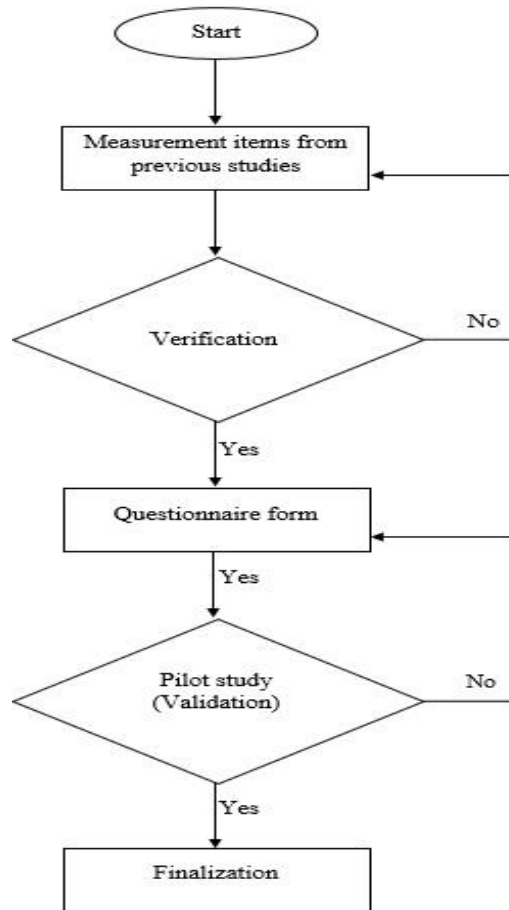 Start
Measurement items from
previous studies
Verification
No
Yes
Questionnaire form
Yes
Pilot study
(Validation)
No
Yes
Finalization